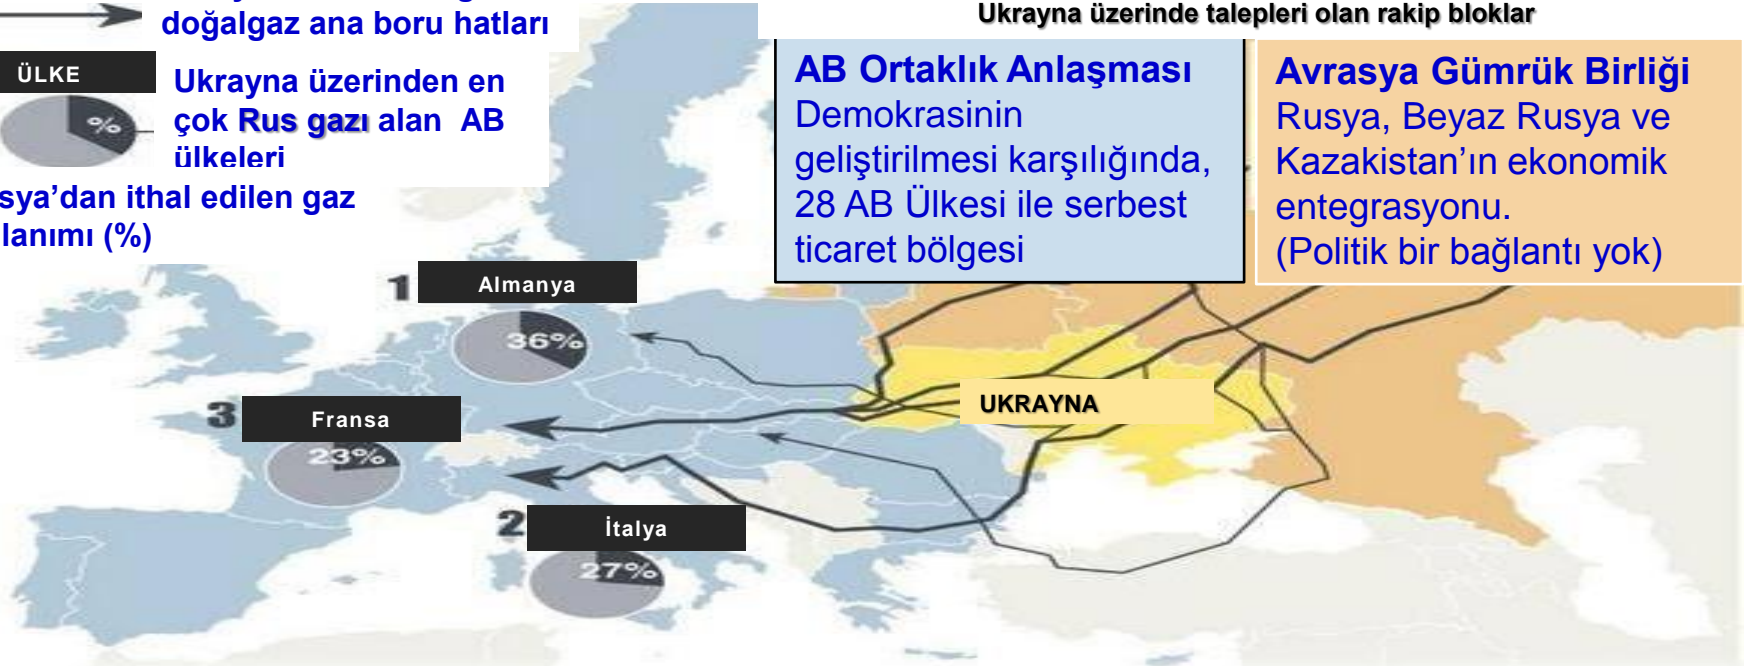 doğalgaz ana boru hatları
ÜLKE
%
Ukrayna üzerinden en
çok Rus gazı alan AB
ülkeleri
sya’dan ithal edilen gaz
lanımı (%)
Ukrayna üzerinde talepleri olan rakip bloklar
AB Ortaklık Anlaşması
Demokrasinin
geliştirilmesi karşılığında,
28 AB Ülkesi ile serbest
ticaret bölgesi
Avrasya Gümrük Birliği
Rusya, Beyaz Rusya ve
Kazakistan’ın ekonomik
entegrasyonu.
(Politik bir bağlantı yok)
1
Almanya
36%
3
Fransa
23%
2
İtalya
27%
UKRAYNA